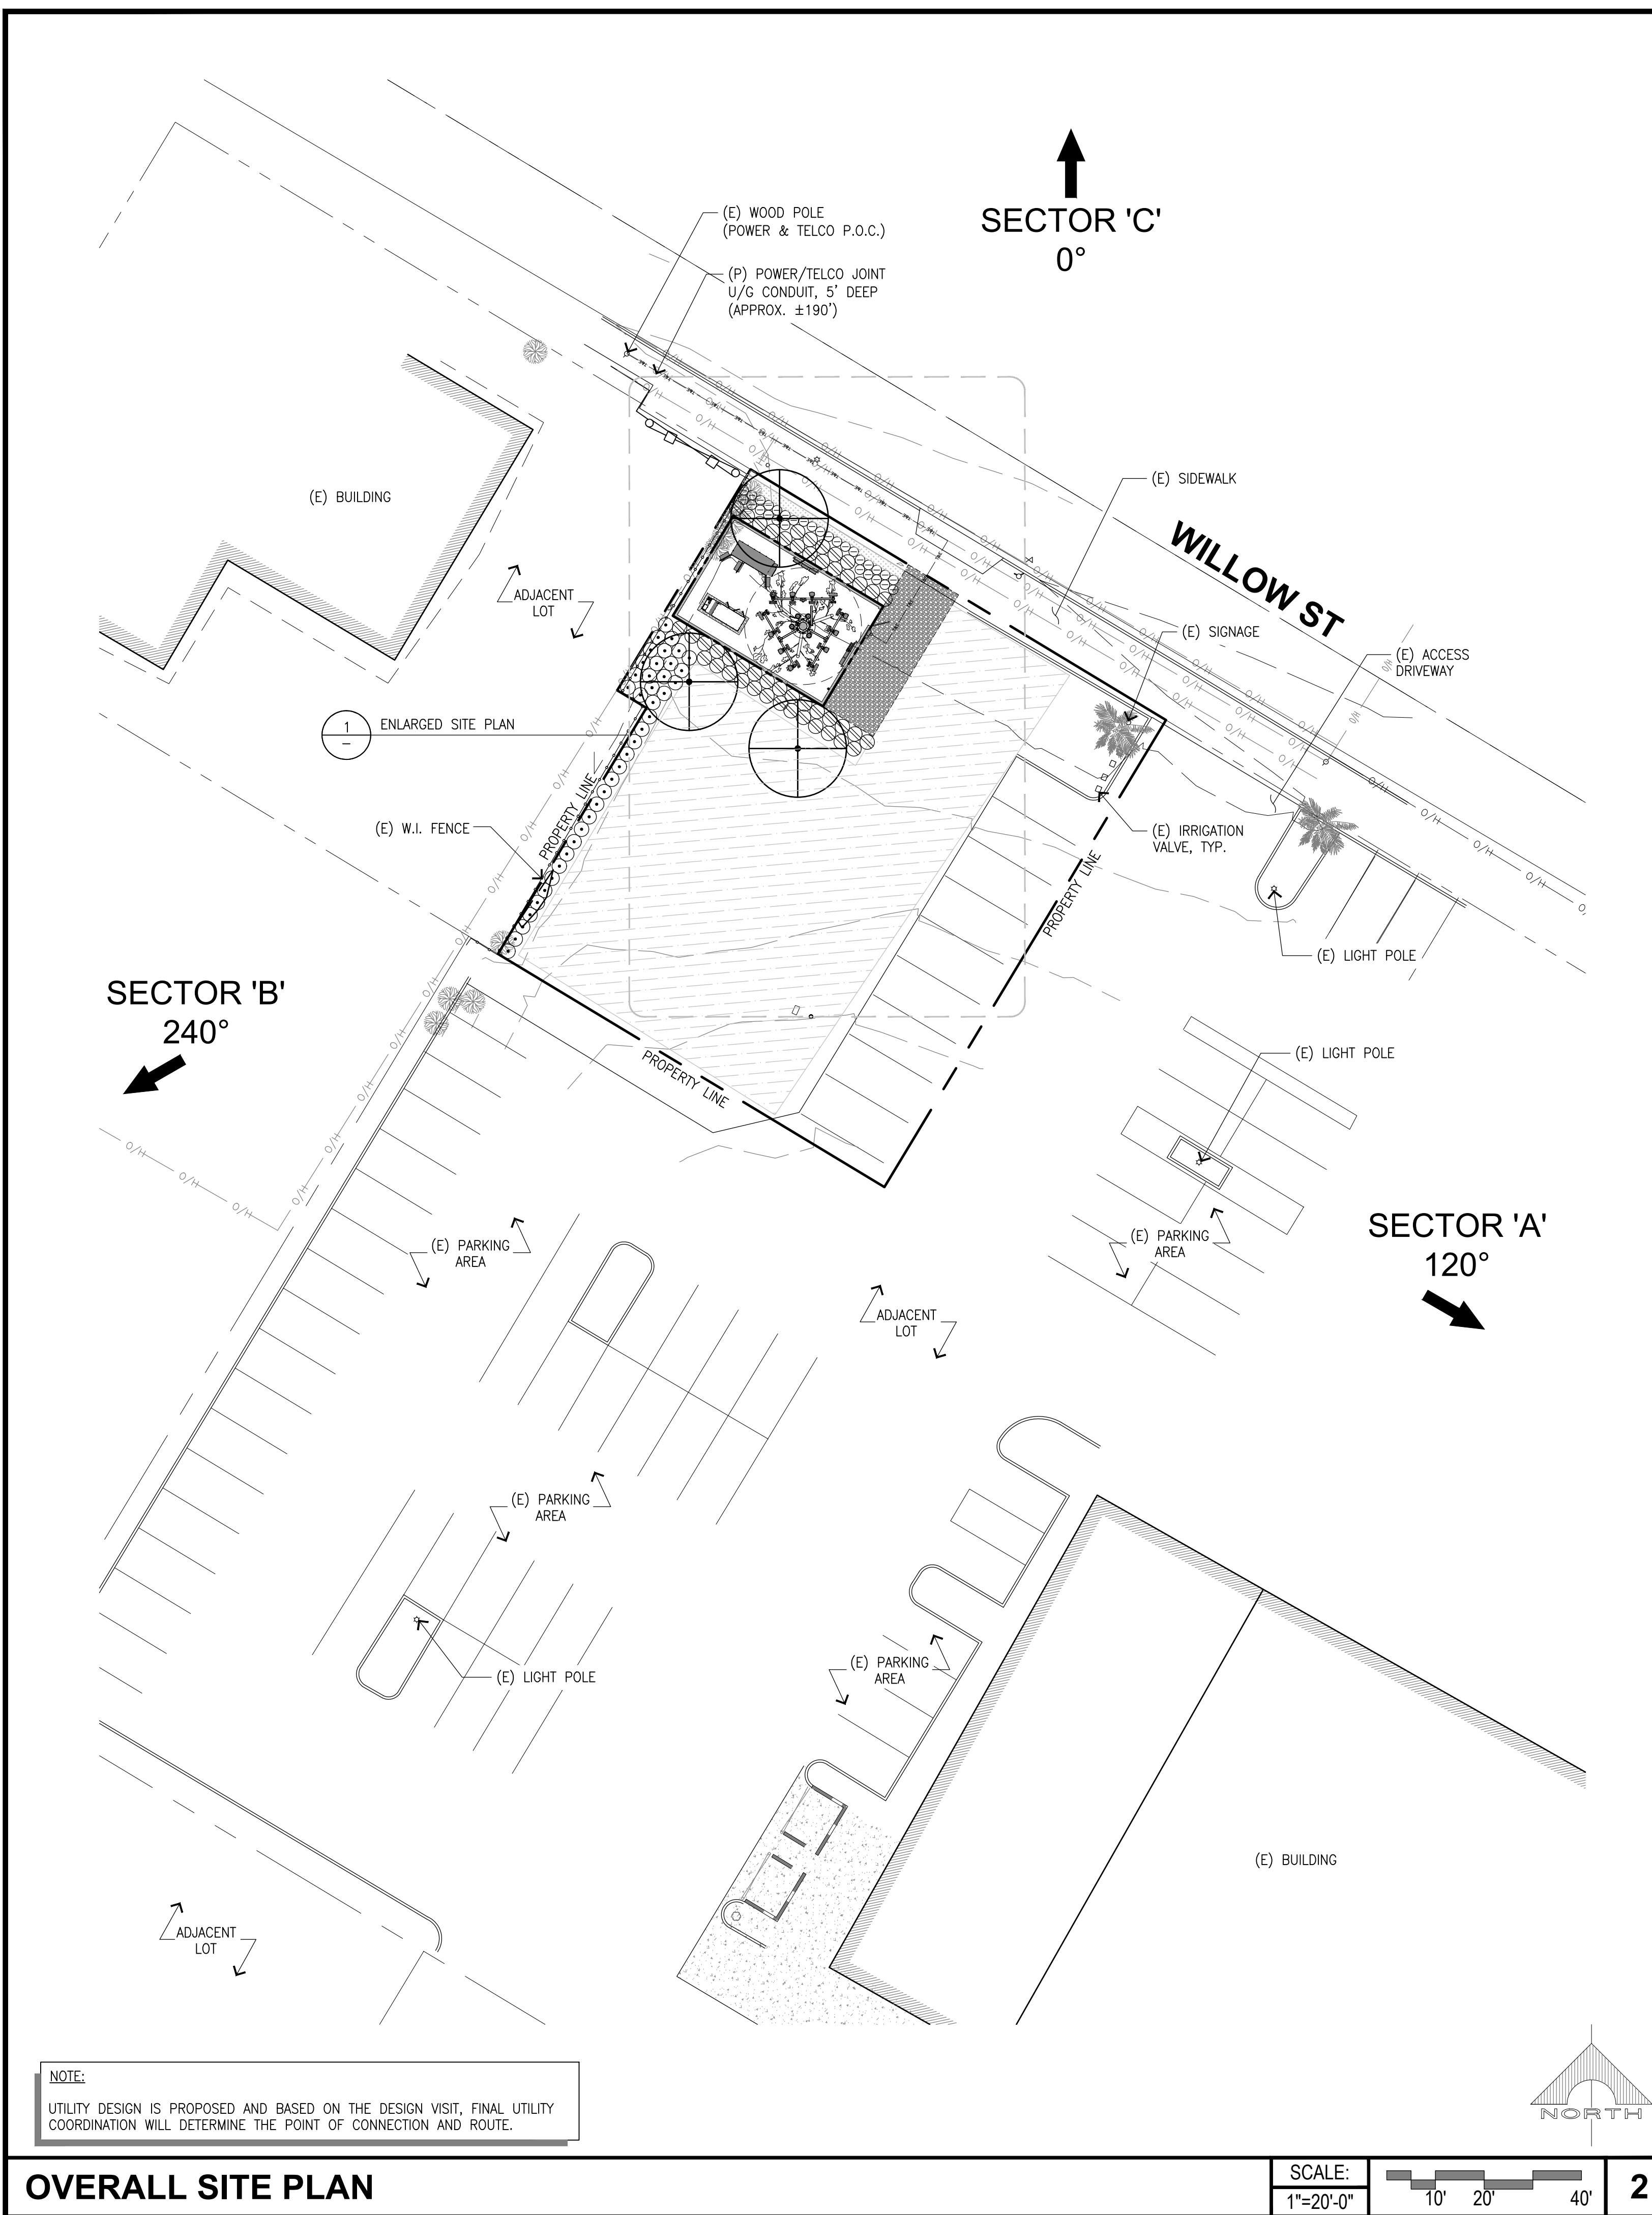 (E) WOOD POLE
(POWER & TELCO P.O.C.)
SECTOR 'C'
0°
(P) POWER/TELCO JOINT
U/G CONDUIT, 5' DEEP
(APPROX. ±190')
(E) SIDEWALK
(E) BUILDING
WILLOW ST
ADJACENT
LOT
(E) SIGNAGE
(E) ACCESS
DRIVEWAY
1
–
ENLARGED SITE PLAN
PROPERTY LINE
(E) W.I. FENCE
(E) IRRIGATION
VALVE, TYP.
PROPERTY LINE
(E) LIGHT POLE
SECTOR 'B'
240°
PROPERTY LINE
(E) LIGHT POLE
(E) PARKING
AREA
(E) PARKING
AREA
SECTOR 'A'
120°
ADJACENT
LOT
(E) PARKING
AREA
(E) LIGHT POLE
(E) PARKING
AREA
(E) BUILDING
ADJACENT
LOT
O/H
O/H
O/H
O/H
O/H
O/H
O/H
O/H
O/H
O/H
NOTE:
UTILITY DESIGN IS PROPOSED AND BASED ON THE DESIGN VISIT, FINAL UTILITY
COORDINATION WILL DETERMINE THE POINT OF CONNECTION AND ROUTE.
NORTH
OVERALL SITE PLAN
SCALE:
1"=20'-0"
10' 20' 40'
2